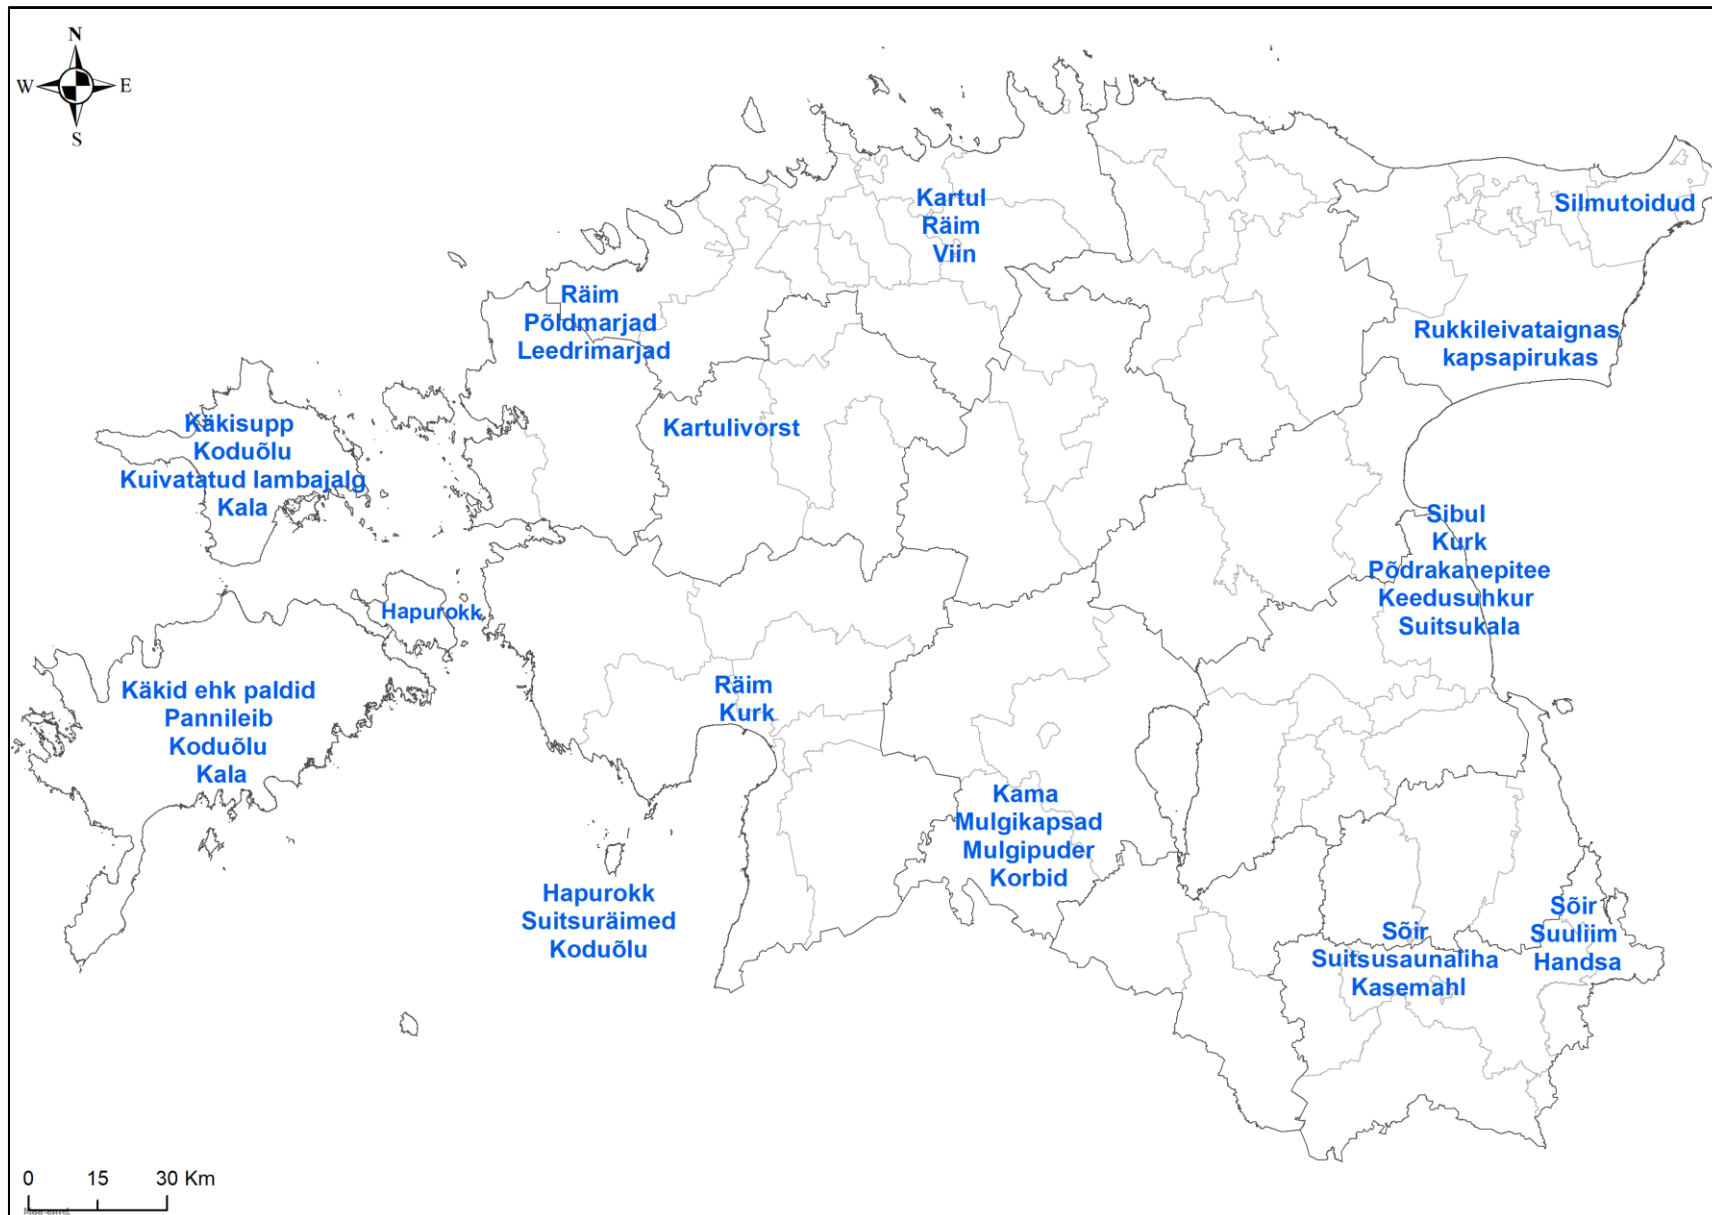 N
W
E
S
Kartul
Räim
Viin
Silmutoidud
Räim
Põldmarjad
Leedrimarjad
Rukkileivataignas
kapsapirukas
Käkisupp
Koduõlu
Kuivatatud lambajalg
Kala
Kartulivorst
Sibul
Kurk
Põdrakanepitee
Keedusuhkur
Suitsukala
Hapurokk
Käkid ehk paldid
Pannileib
Koduõlu
Kala
Räim
Kurk
Kama
Mulgikapsad
Mulgipuder
Korbid
Hapurokk
Suitsuräimed
Koduõlu
Sõir
Suitsusaunaliha
Kasemahl
Sõir
Suuliim
Handsa
0 15 30 Km